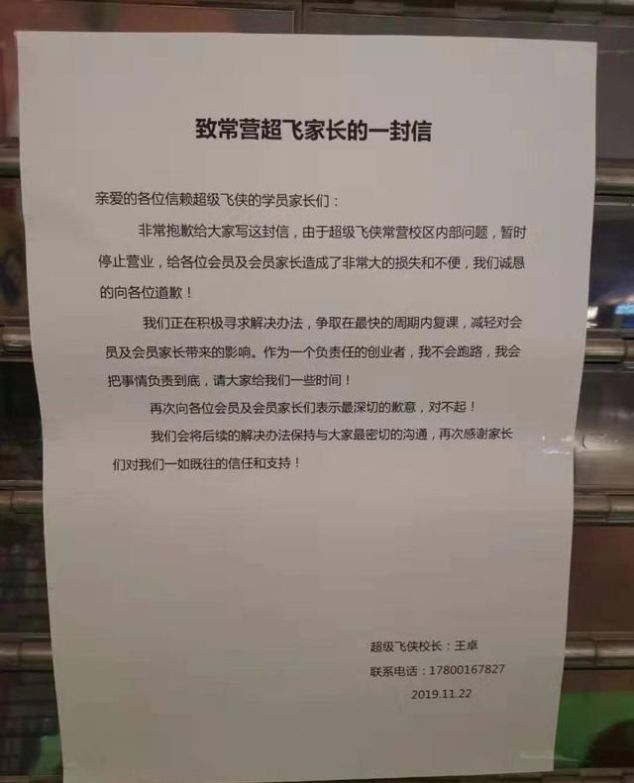 致常营超飞家长的一封信
亲爱的各位信赖超级飞侠的学员家长们：
非常抱歉给大家写这封信，由于超级飞侠常营校区内部问题，暂时
停止营业，给各位会员及会员家长造成了非常大的损失和不便，我们诚恳
的向各位道歉！
我们正在积极寻求解决办法，争取在最快的周期内复课，减轻对会
员及会员家长带来的影响。作为一个负责任的创业者，我不会跑路，我会
把事情负责到底，请大家给我们一些时间！
再次向各位会员及会员家长们表示最深切的歉意，对不起！
我们会将后续的解决办法保持与大家最密切的沟通，再次感谢家长
们对我们一如既往的信任和支持！
超级飞侠校长：王卓
联系电话：17800167827
2019.11.22